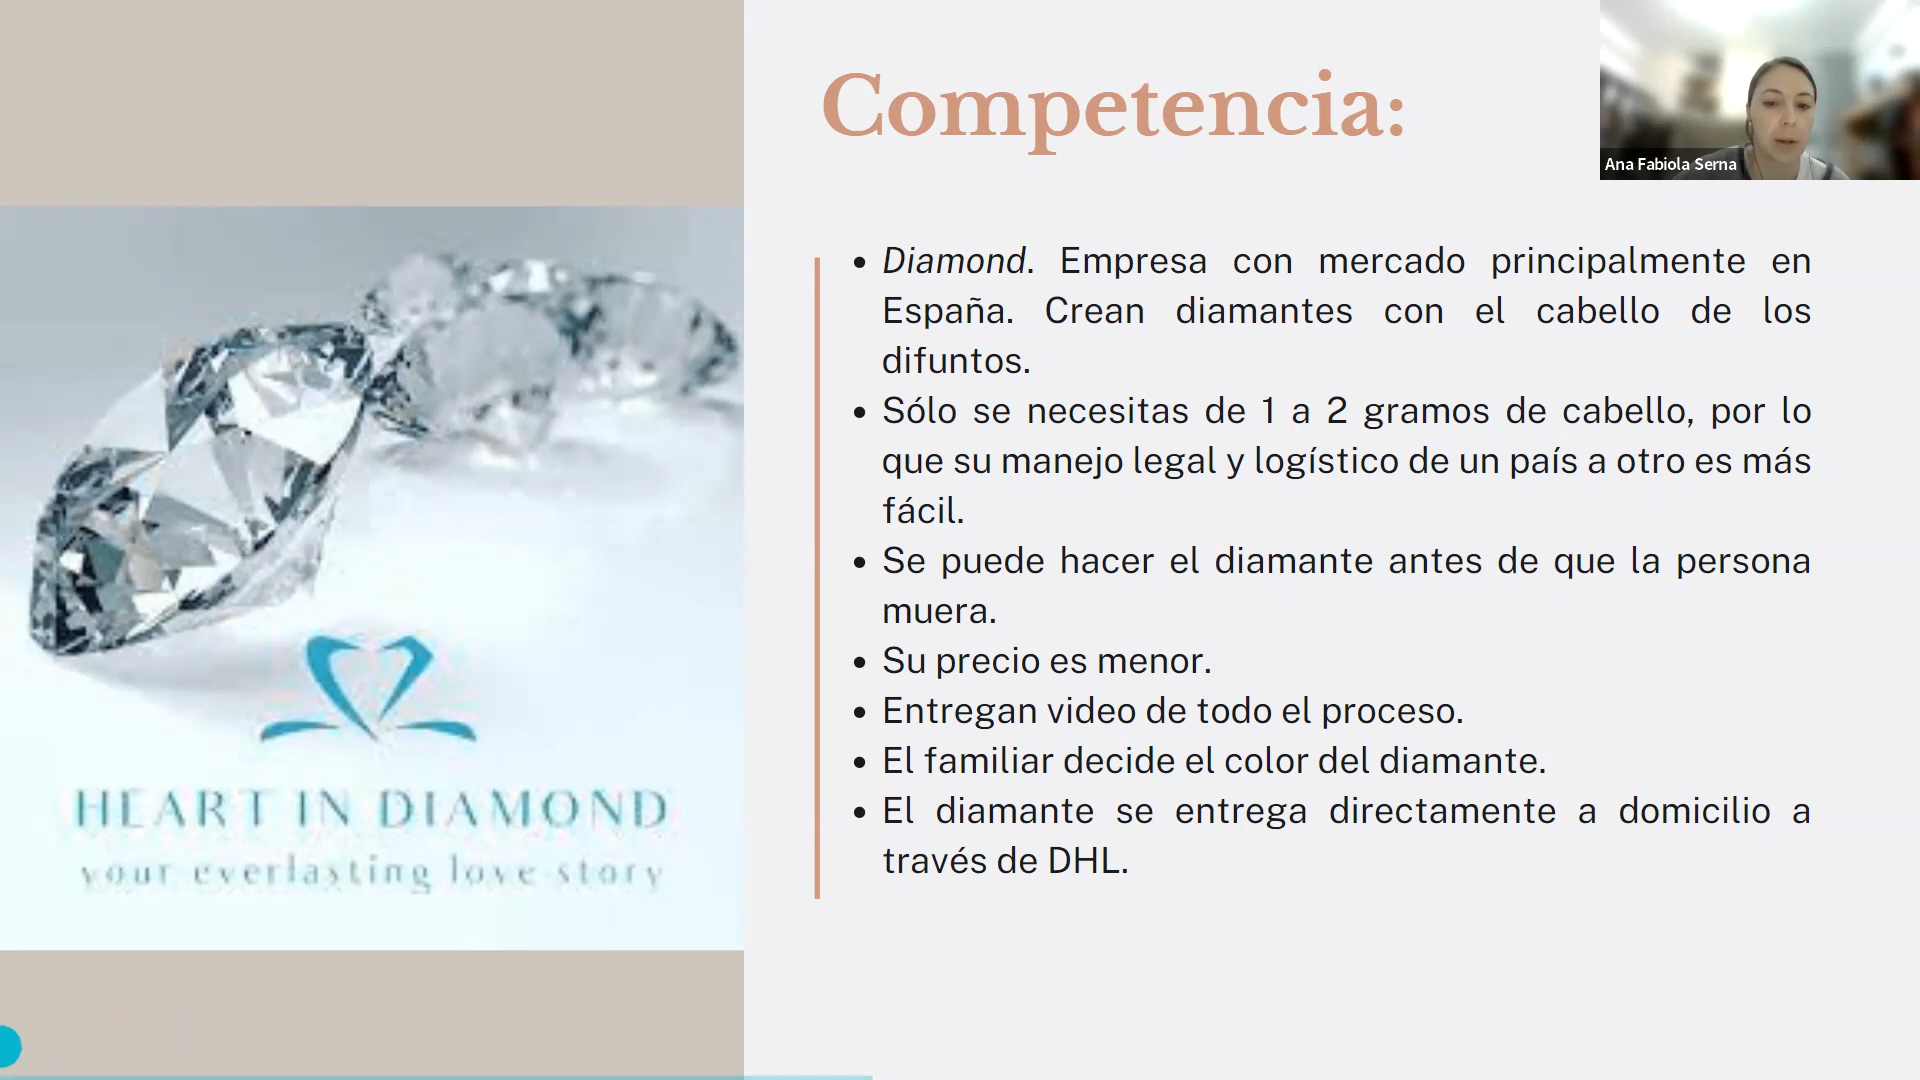 Competencia:
Ana Fabiola Serna
• Diamond. Empresa con mercado principalmente en
España. Crean diamantes con el cabello de los
difuntos.
• Sólo se necesitas de 1 a 2 gramos de cabello, por lo
que su manejo legal y logístico de un país a otro es más
fácil.
• Se puede hacer el diamante antes de que la persona
muera.
• Su precio es menor.
• Entregan video de todo el proceso.
• El familiar decide el color del diamante.
• El diamante se entrega directamente a domicilio a
través de DHL.
HEART IN DIAMOND
your everlasting love story